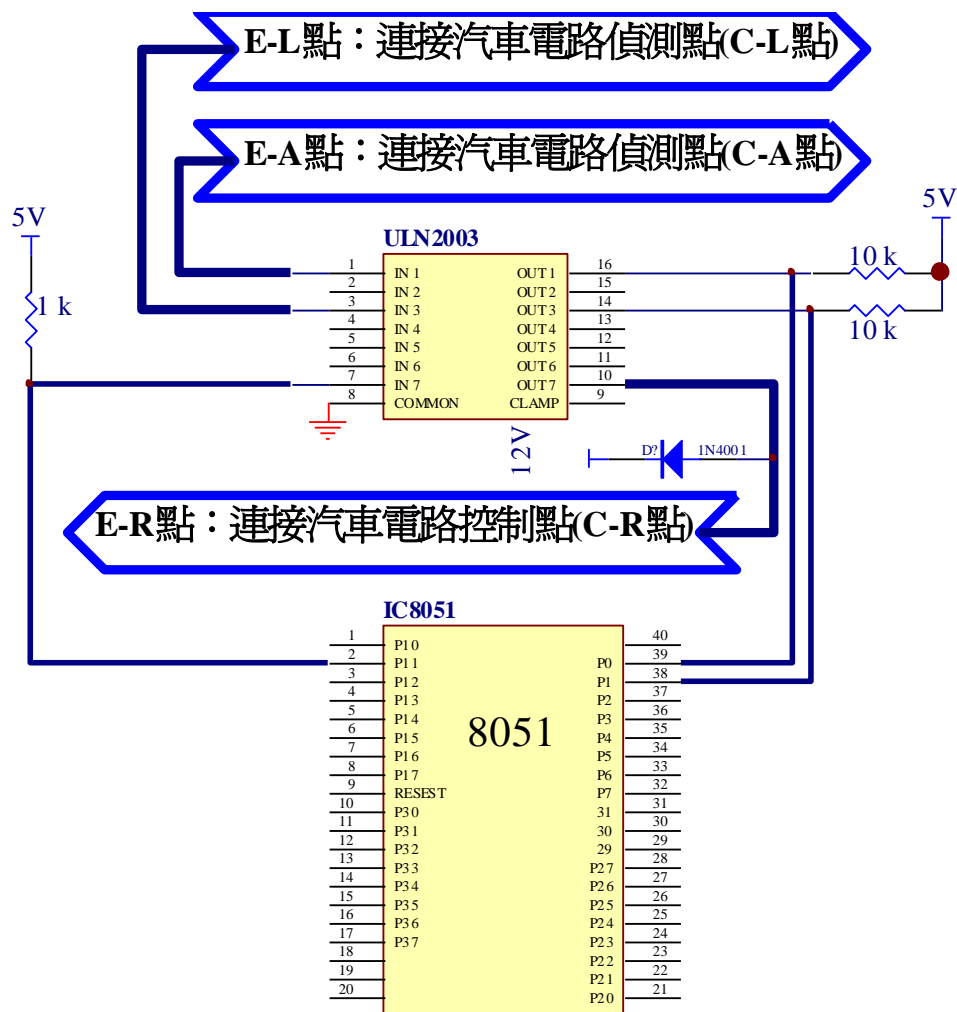 E-L點：連接汽車電路偵測點(C-L點)
E-A點：連接汽車電路偵測點(C-A點)
5V
5V
1 k
10 k
10 k
ULN2003
1 IN 1 OUT 1 16
2 IN 2 OUT 2 15
3 IN 3 OUT 3 14
4 IN 4 OUT 4 13
5 IN 5 OUT 5 12
6 IN 6 OUT 6 11
7 IN 7 OUT 7 10
8 COMMON CLAMP 9
12V
D? 1N4001
E-R點：連接汽車電路控制點(C-R點)
IC8051
8051
1 P10 40
2 P11 P0 39
3 P12 P1 38
4 P13 P2 37
5 P14 P3 36
6 P15 P4 35
7 P16 P5 34
8 P17 P6 33
9 RESEST P7 32
10 P30 31 31
11 P31 30 30
12 P32 29 29
13 P33 P27 28
14 P34 P26 27
15 P35 P25 26
16 P36 P24 25
17 P37 P23 24
18 P22 23
19 P21 22
20 P20 21